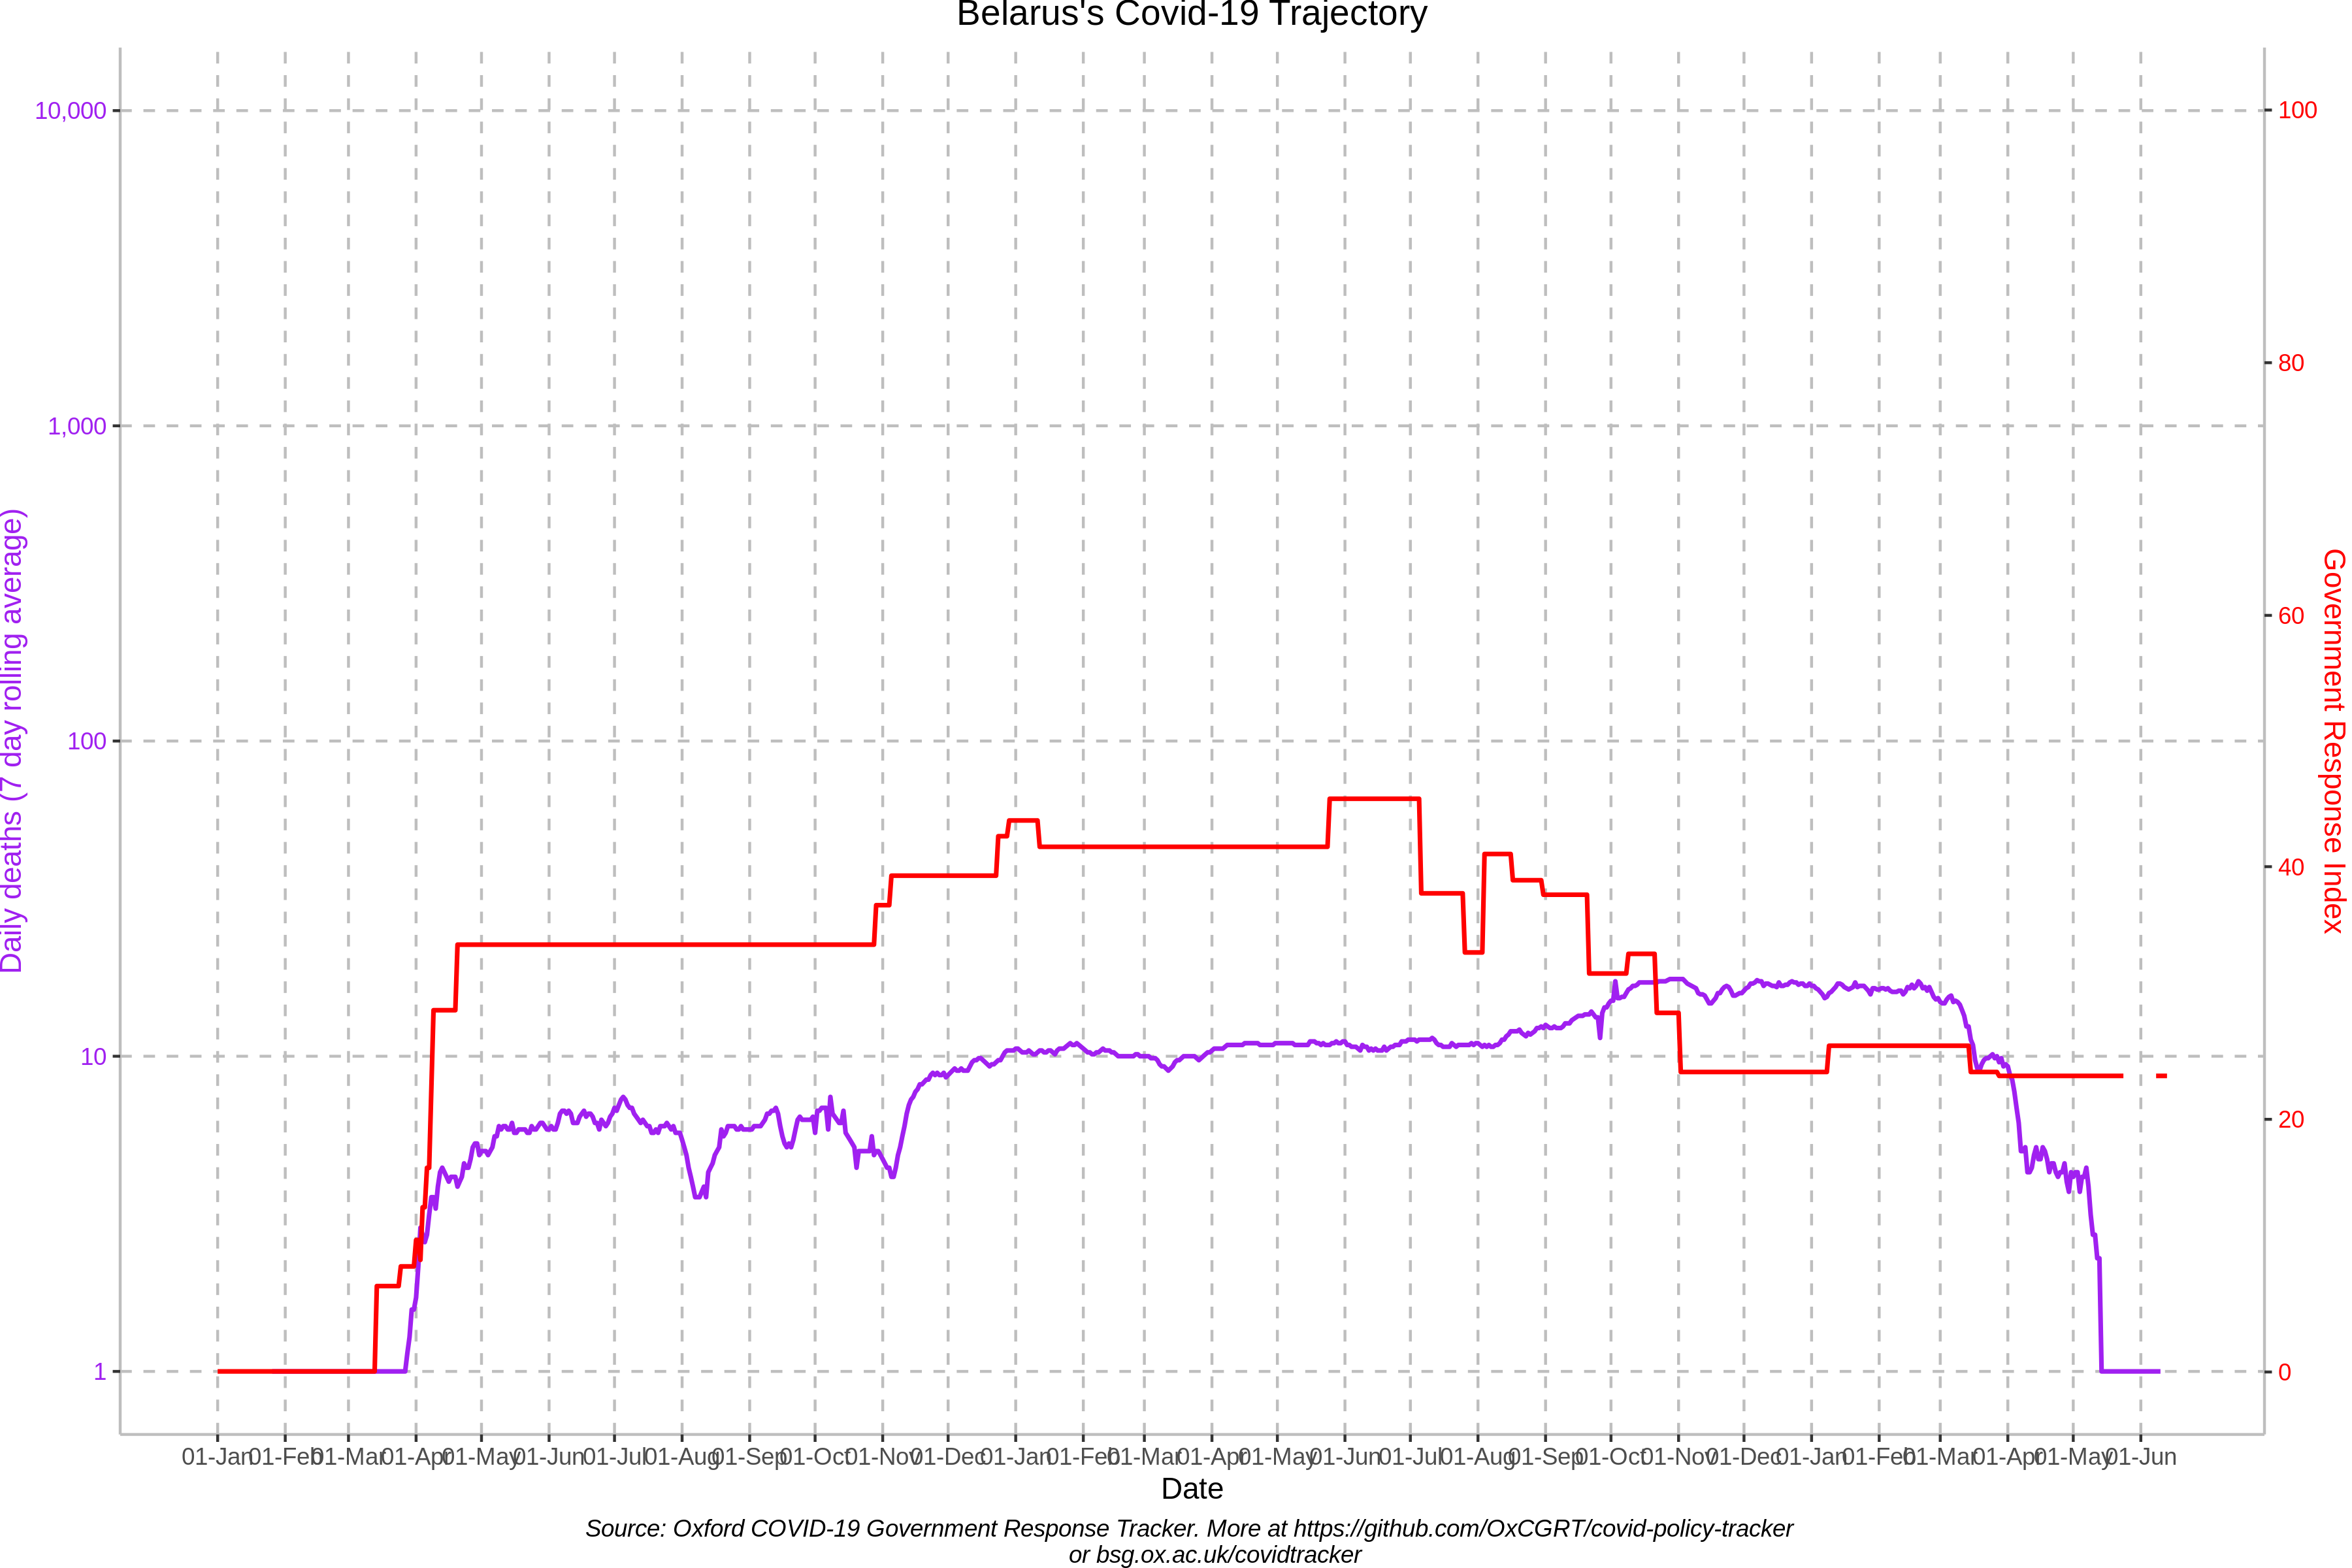 Belarus's Covid-19 Trajectory
10,000
1,000
100
10
1
Daily deaths (7 day rolling average)
100
80
60
40
20
0
Government Response Index
01-Jan 01-Feb 01-Mar 01-Apr 01-May 01-Jun 01-Jul 01-Aug 01-Sep 01-Oct 01-Nov 01-Dec 01-Jan 01-Feb 01-Mar 01-Apr 01-May 01-Jun 01-Jul 01-Aug 01-Sep 01-Oct 01-Nov 01-Dec 01-Jan 01-Feb 01-Mar 01-Apr 01-May 01-Jun
Date
Source: Oxford COVID-19 Government Response Tracker. More at https://github.com/OxCGRT/covid-policy-tracker
or bsg.ox.ac.uk/covidtracker